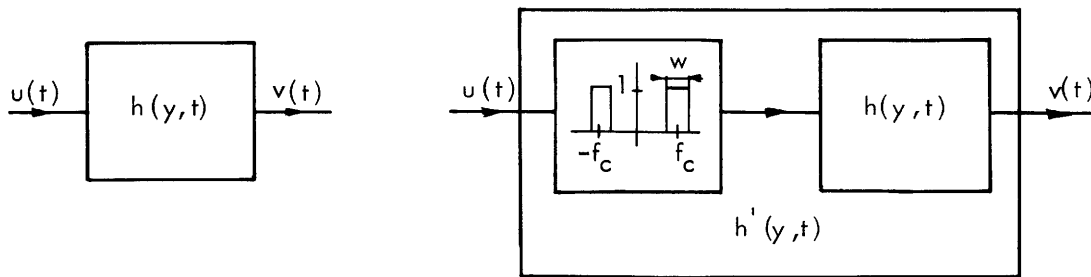 u(t)
h(y,t)
v(t)
u(t)
1
w
-f_c
f_c
h(y,t)
v(t)
h'(y,t)